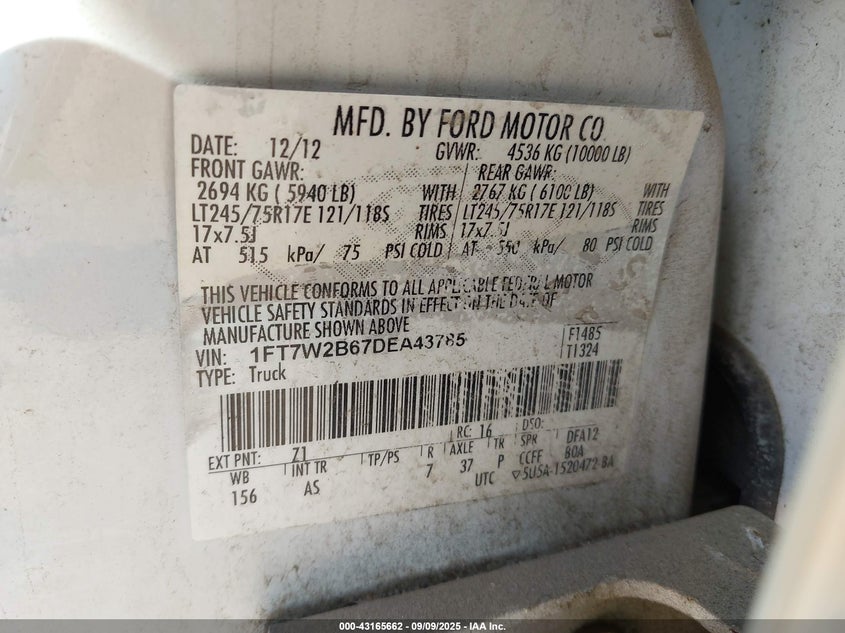 MFD. BY FORD MOTOR CO.
DATE: 12/12 GVWR: 4536 KG (10000 LB)
FRONT GAWR: REAR GAWR:
2694 KG ( 5940 LB) WITH 2767 KG ( 6100 LB) WITH
LT245/75R17E 121/118S TIRES LT245/75R17E 121/118S TIRES
17x7.5J RIMS 17x7.5J RIMS
AT 515 kPa/ 75 PSI COLD AT 550 kPa/ 80 PSI COLD
THIS VEHICLE CONFORMS TO ALL APPLICABLE FEDERAL MOTOR
VEHICLE SAFETY STANDARDS IN EFFECT ON THE DATE OF
MANUFACTURE SHOWN ABOVE
VIN: 1FT7W2B67DEA43785 F1485
TYPE: Truck T1324
RC: 16 DSO:
EXT PNT: Z1 SPR DFA12
WB INT TR TP/PS R AXLE TR CCFF 80A
156 AS 7 37 P UTC ▽5U5A-1520472-BA
000-43165662 - 09/09/2025 - IAA Inc.